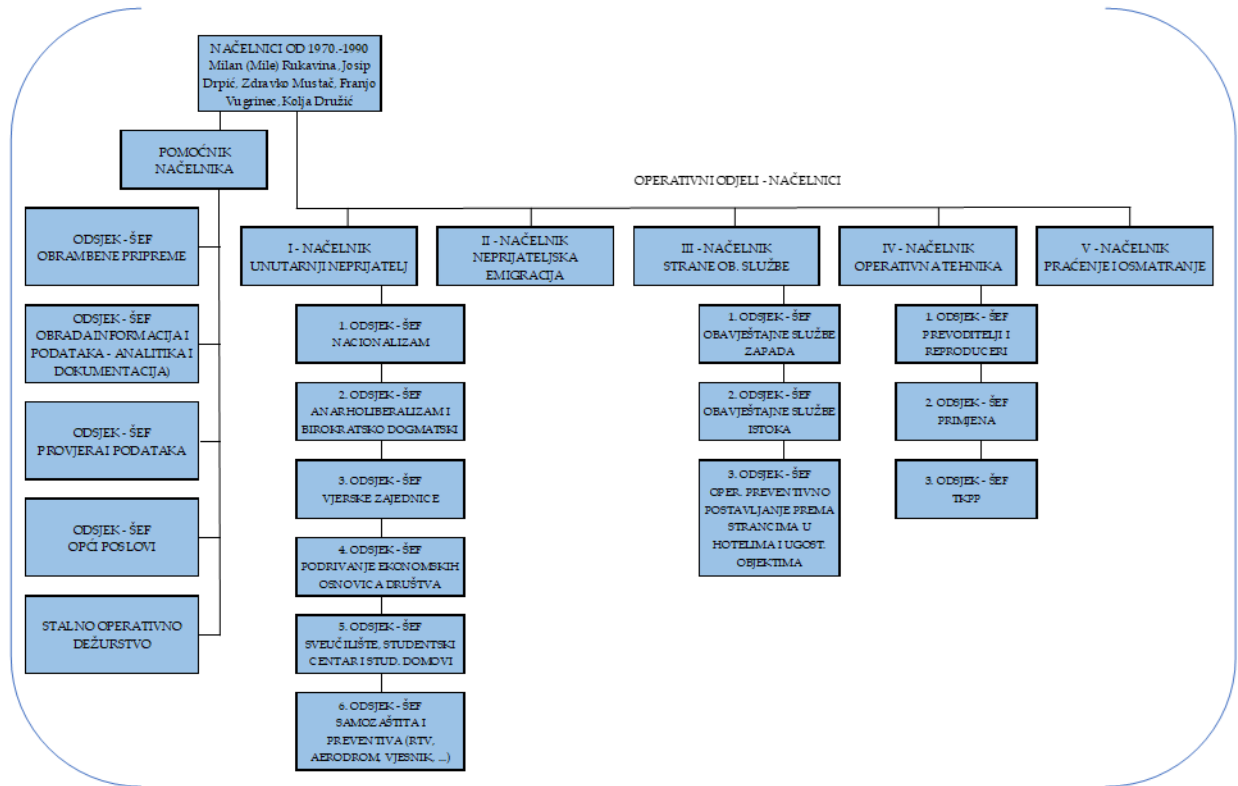 NAČELNICI OD 1970.-1990
Milan (Mile) Rukavina, Josip
Drpić, Zdravko Mustač, Franjo
Vugrinec, Kolja Družić
POMOĆNIK
NAČELNIKA
ODSJEK - ŠEF
OBRAMBENE PRIPREME
ODSJEK - ŠEF
OBRADA INFORMACIJA I
PODATAKA - ANALITIKA I
DOKUMENTACIJA)
ODSJEK - ŠEF
PROVJERA I PODATAKA
ODSJEK - ŠEF
OPĆI POSLOVI
STALNO OPERATIVNO
DEŽURSTVO
OPERATIVNI ODJELI - NAČELNICI
I - NAČELNIK
UNUTARNJI NEPRIJATELJ
1. ODSJEK - ŠEF
NACIONALIZAM
2. ODSJEK - ŠEF
ANARHOLIBERALIZAM I
BIROKRATSKO DOGMATSKI
3. ODSJEK - ŠEF
VJERSKE ZAJEDNICE
4. ODSJEK - ŠEF
PODRIVANJE EKONOMSKIH
OSNOVICA DRUŠTVA
5. ODSJEK - ŠEF
SVEUČILIŠTE, STUDENTSKI
CENTAR I STUD. DOMOVI
6. ODSJEK - ŠEF
SAMOZAŠTITA I
PREVENTIVA (RTV,
AERODROM, VJESNIK, ...)
II - NAČELNIK
NEPRIJATELJSKA
EMIGRACIJA
III - NAČELNIK
STRANE OB. SLUŽBE
1. ODSJEK - ŠEF
OBAVJEŠTAJNE SLUŽBE
ZAPADA
2. ODSJEK - ŠEF
OBAVJEŠTAJNE SLUŽBE
ISTOKA
3. ODSJEK - ŠEF
OPER. PREVENTIVNO
POSTAVLJANJE PREMA
STRANCIMA U
HOTELIMA I UGOST.
OBJEKTIMA
IV - NAČELNIK
OPERATIVNA TEHNIKA
1. ODSJEK - ŠEF
PREVODITELJI I
REPRODUCERI
2. ODSJEK - ŠEF
PRIMJENA
3. ODSJEK - ŠEF
TKPP
V - NAČELNIK
PRAĆENJE I OSMATRANJE